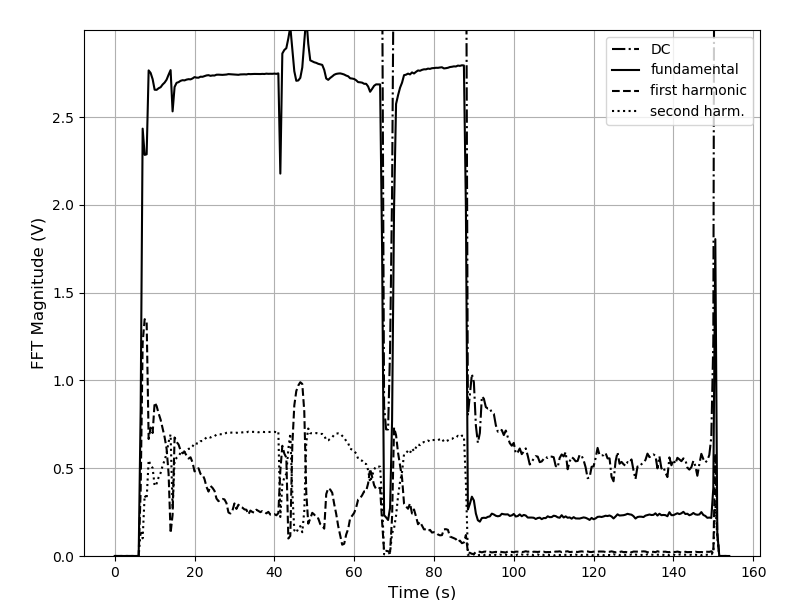 DC
fundamental
first harmonic
second harm.
FFT Magnitude (V)
2.5
2.0
1.5
1.0
0.5
0.0
0 20 40 60 80 100 120 140 160
Time (s)